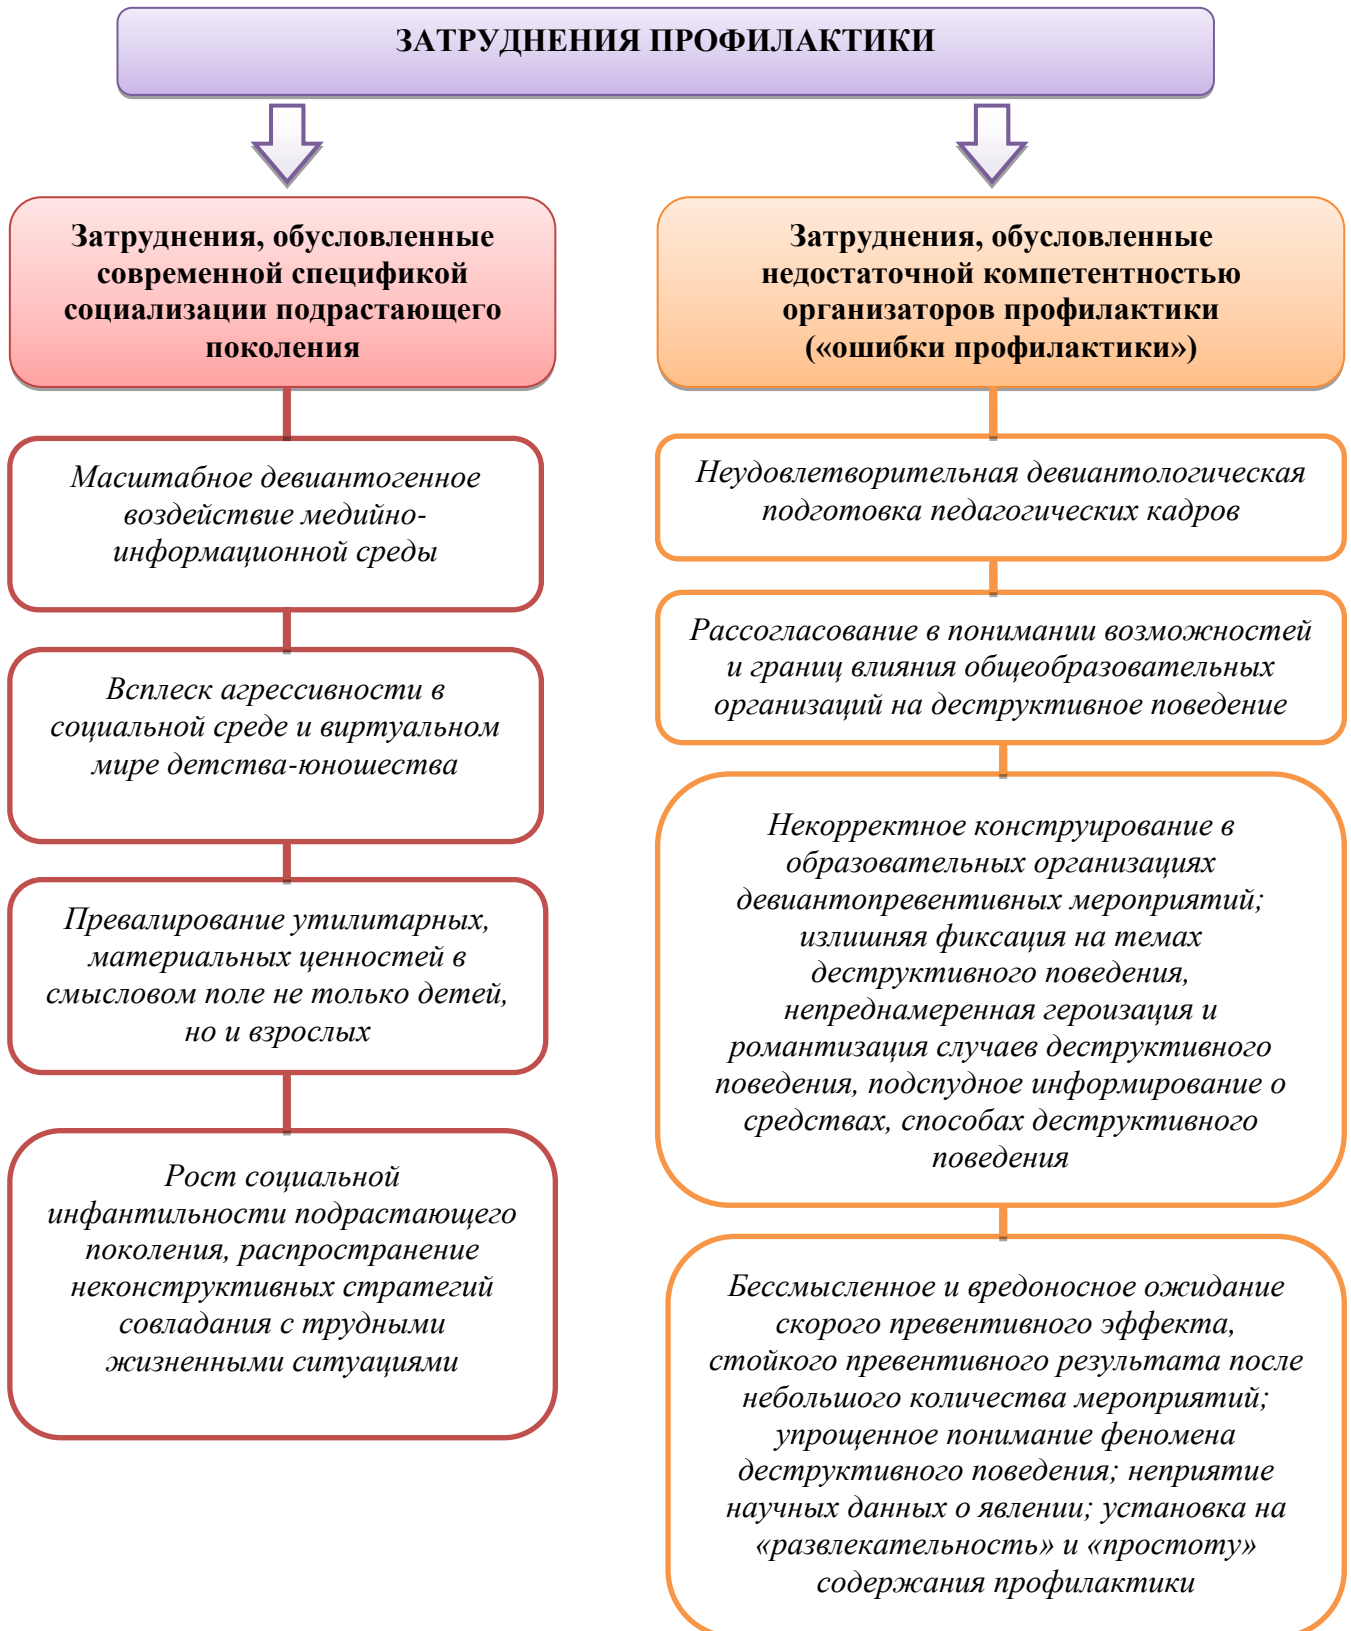 ЗАТРУДНЕНИЯ ПРОФИЛАКТИКИ
Затруднения, обусловленные
современной спецификой
социализации подрастающего
поколения
Масштабное девиантогенное
воздействие медийно-
информационной среды
Всплеск агрессивности в
социальной среде и виртуальном
мире детства-юношества
Превалирование утилитарных,
материальных ценностей в
смысловом поле не только детей,
но и взрослых
Рост социальной
инфантильности подрастающего
поколения, распространение
неконструктивных стратегий
совладания с трудными
жизненными ситуациями
Затруднения, обусловленные
недостаточной компетентностью
организаторов профилактики
(«ошибки профилактики»)
Неудовлетворительная девиантологическая
подготовка педагогических кадров
Рассогласование в понимании возможностей
и границ влияния общеобразовательных
организаций на деструктивное поведение
Некорректное конструирование в
образовательных организациях
девиантопревентивных мероприятий;
излишняя фиксация на темах
деструктивного поведения,
непреднамеренная героизация и
романтизация случаев деструктивного
поведения, подспудное информирование о
средствах, способах деструктивного
поведения
Бессмысленное и вредоносное ожидание
скорого превентивного эффекта,
стойкого превентивного результата после
небольшого количества мероприятий;
упрощенное понимание феномена
деструктивного поведения; неприятие
научных данных о явлении; установка на
«развлекательность» и «простоту»
содержания профилактики